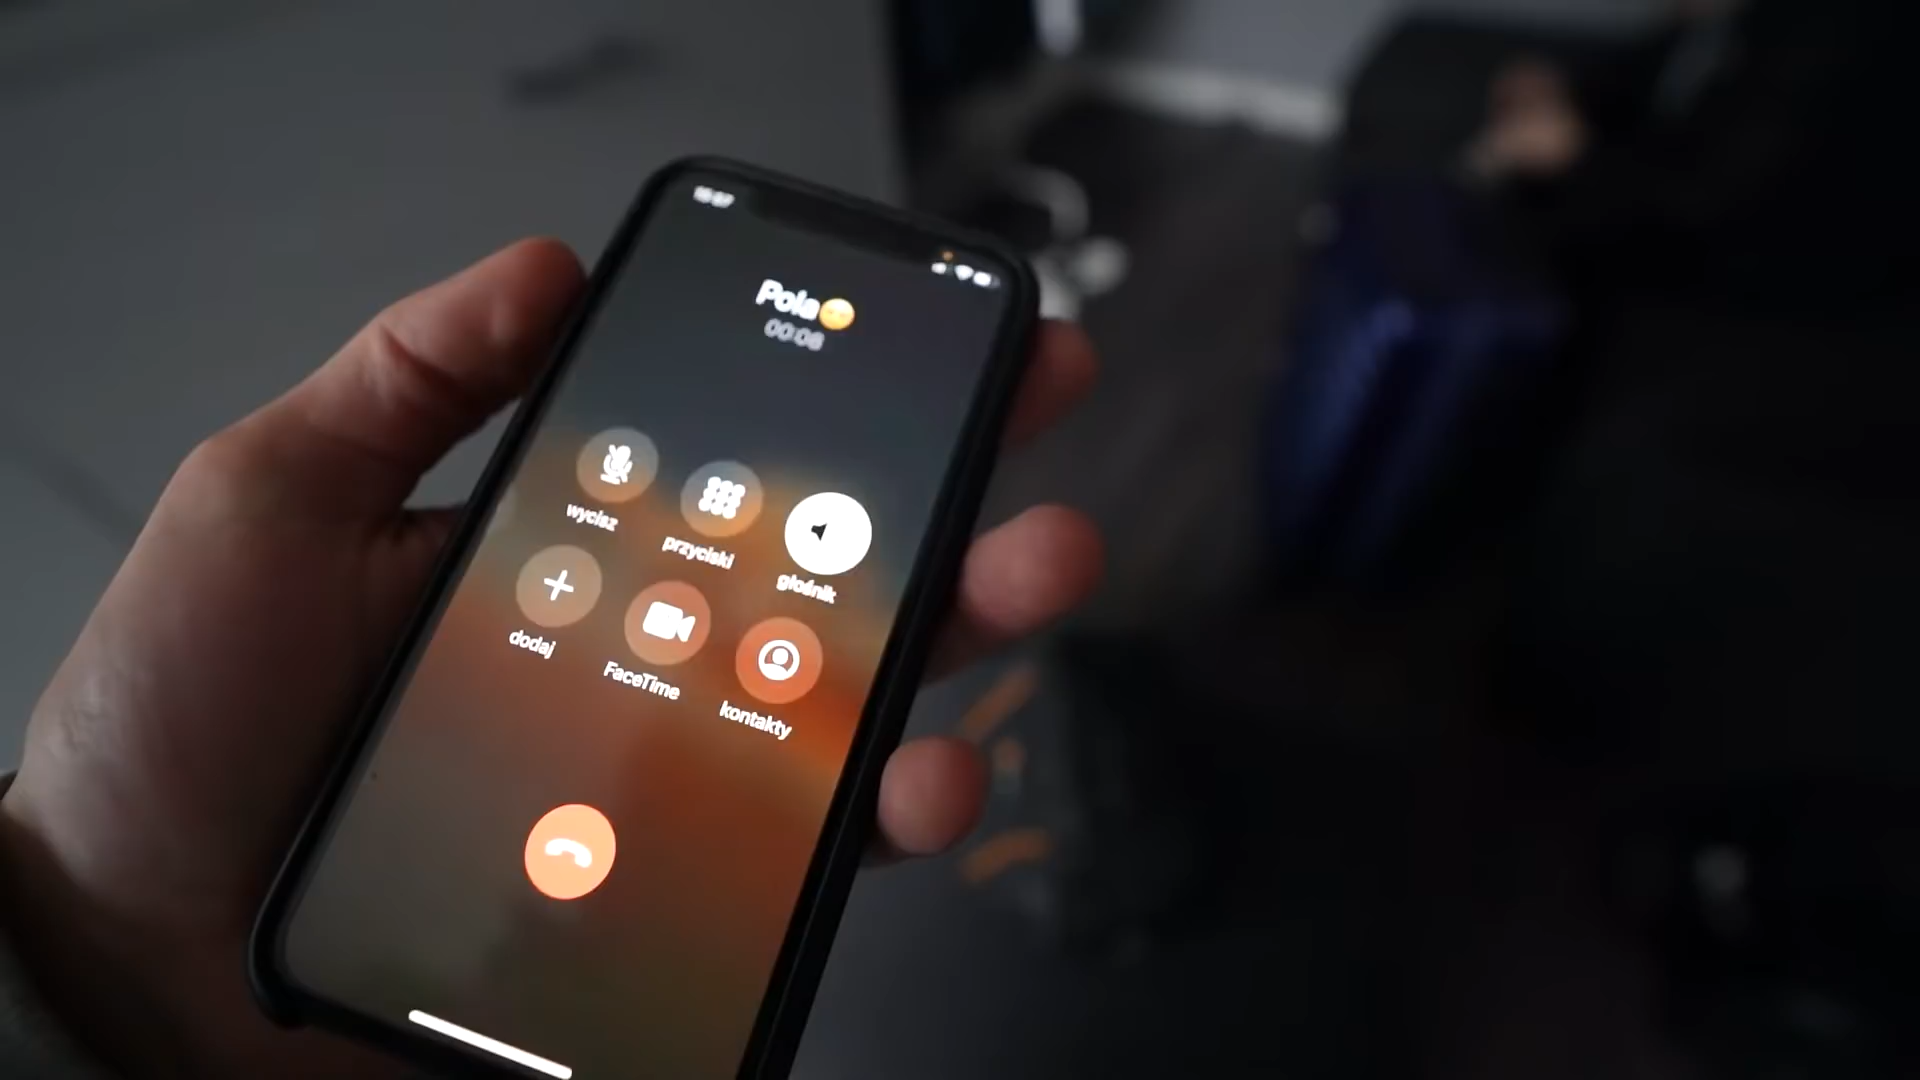 Pola😊
00:06
wycisz
przyciski
głośnik
dodaj
FaceTime
kontakty